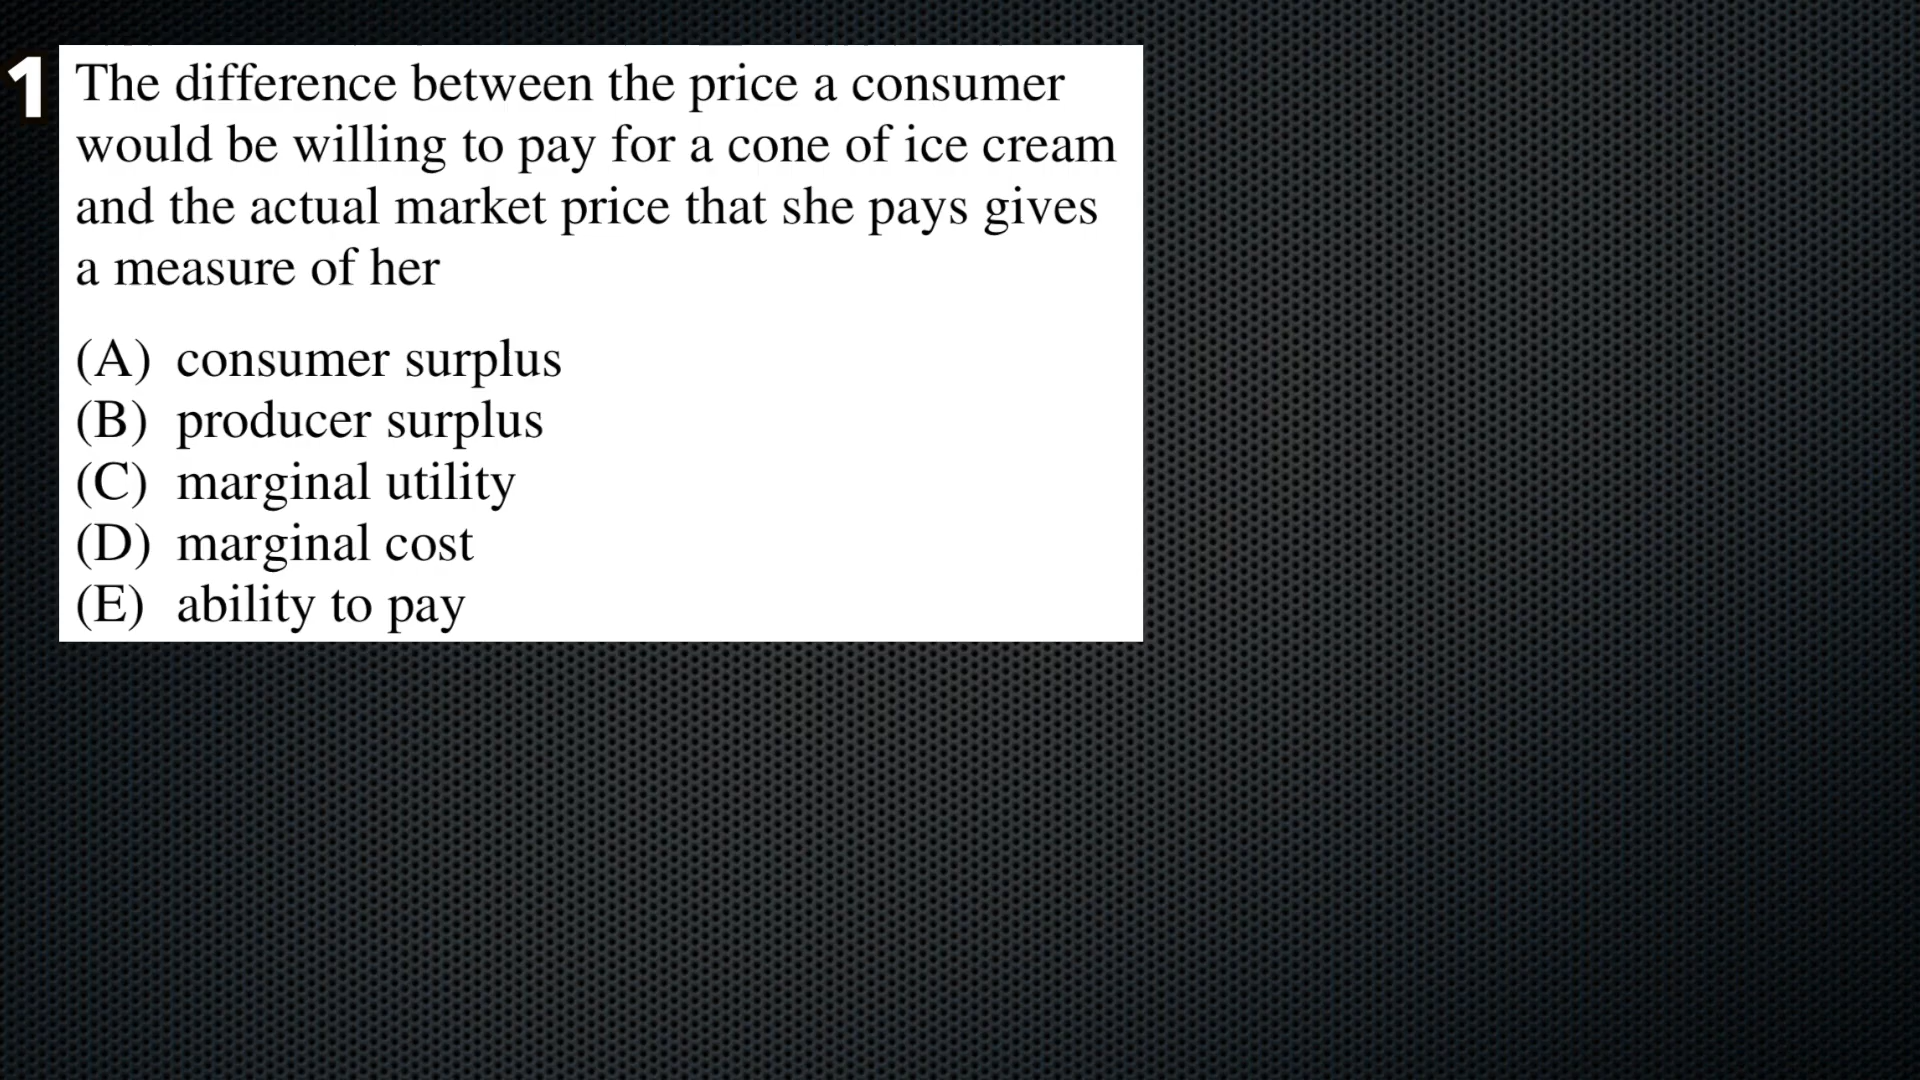 1
The difference between the price a consumer
would be willing to pay for a cone of ice cream
and the actual market price that she pays gives
a measure of her
(A) consumer surplus
(B) producer surplus
(C) marginal utility
(D) marginal cost
(E) ability to pay